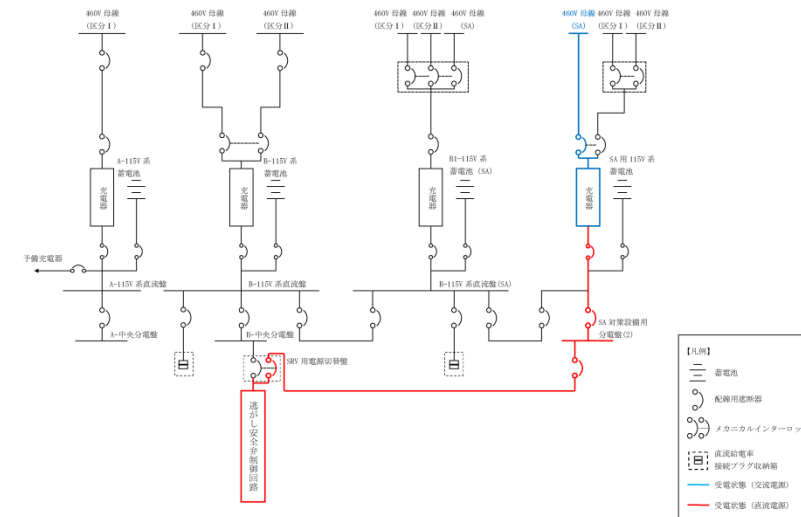 460V 母線
(区分Ⅰ)
460V 母線
(区分Ⅰ)
460V 母線
(区分Ⅱ)
460V 母線
(区分Ⅰ)
460V 母線
(区分Ⅱ)
460V 母線
(SA)
460V 母線
(SA)
460V 母線
(区分Ⅰ)
460V 母線
(区分Ⅱ)
A-115V 系
蓄電池
充電器
B-115V 系
蓄電池
充電器
B1-115V 系
蓄電池 (SA)
充電器
SA 用 115V 系
蓄電池
充電器
予備充電器
A-115V 系直流盤
B-115V 系直流盤
B-115V 系直流盤(SA)
A-中央分電盤
B-中央分電盤
SA 対策設備用
分電盤(2)
SRV 用電源切替盤
逃がし安全弁制御回路
【凡例】
蓄電池
配線用遮断器
メカニカルインターロッ
直流給電車
接続プラグ収納箱
受電状態 (交流電源)
受電状態 (直流電源)